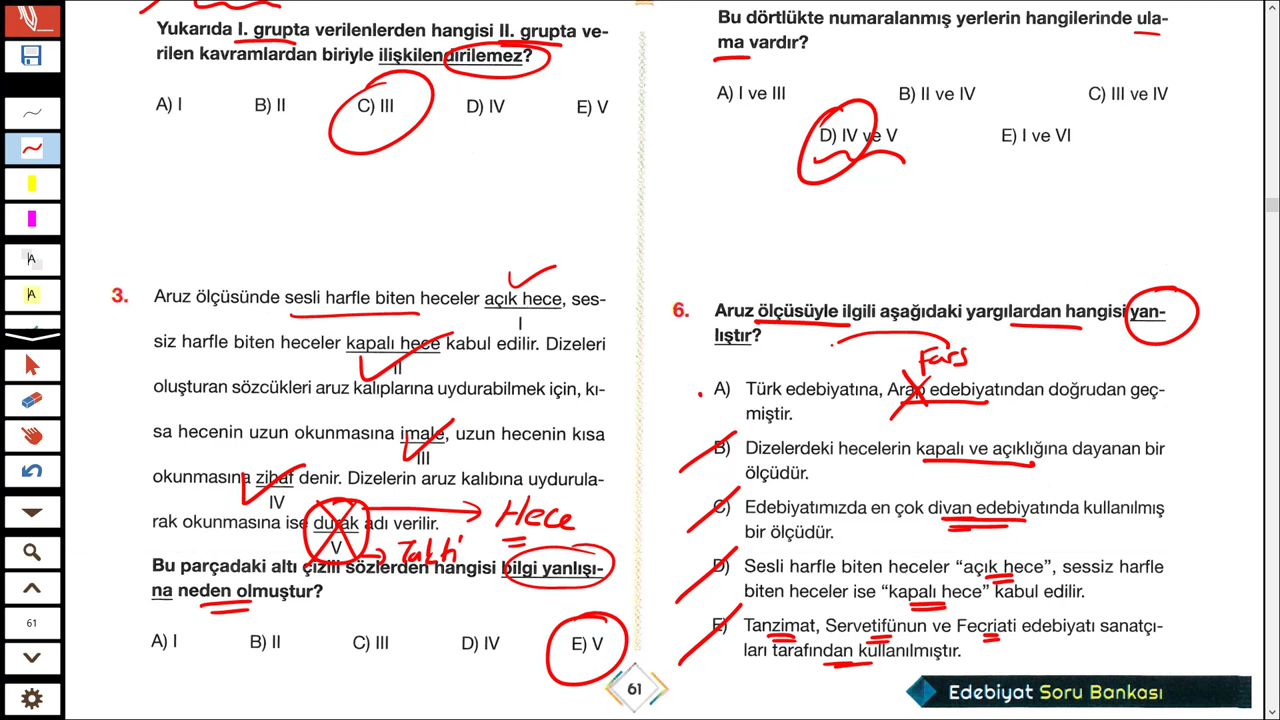 Yukarıda I. grupta verilenlerden hangisi II. grupta ve-
rilen kavramlardan biriyle ilişkilendirilemez?
A) I B) II C) III D) IV E) V
3. Aruz ölçüsünde sesli harfle biten heceler açık hece, ses-
I
siz harfle biten heceler kapalı hece kabul edilir. Dizeleri
II
oluşturan sözcükleri aruz kalıplarına uydurabilmek için, kı-
sa hecenin uzun okunmasına imale, uzun hecenin kısa
III
okunmasına zihaf denir. Dizelerin aruz kalıbına uydurula-
IV
rak okunmasına ise durak adı verilir.
Hece
V
Takti
Bu parçadaki altı çizili sözlerden hangisi bilgi yanlışı-
na neden olmuştur?
A) I B) II C) III D) IV E) V
Bu dörtlükte numaralanmış yerlerin hangilerinde ula-
ma vardır?
A) I ve III B) II ve IV C) III ve IV
D) IV ve V E) I ve VI
6. Aruz ölçüsüyle ilgili aşağıdaki yargılardan hangisi yan-
lıştır?
Fars
A) Türk edebiyatına, Arap edebiyatından doğrudan geç-
miştir.
B) Dizelerdeki hecelerin kapalı ve açıklığına dayanan bir
ölçüdür.
C) Edebiyatımızda en çok divan edebiyatında kullanılmış
bir ölçüdür.
D) Sesli harfle biten heceler “açık hece”, sessiz harfle
biten heceler ise “kapalı hece” kabul edilir.
E) Tanzimat, Servetifünun ve Fecriati edebiyatı sanatçı-
ları tarafından kullanılmıştır.
61
Edebiyat Soru Bankası
A
A
61